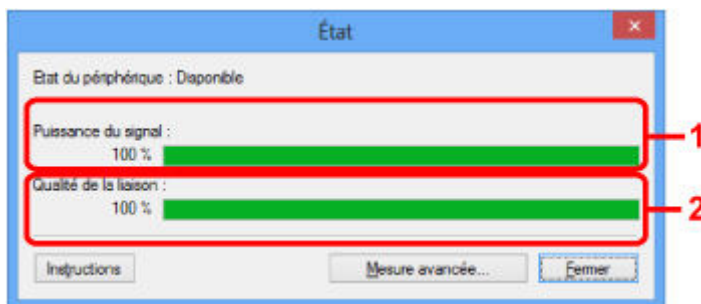 État
Etat du périphérique : Disponible
Puissance du signal :
100 %
1
Qualité de la liaison :
100 %
2
Instructions
Mesure avancée...
Fermer